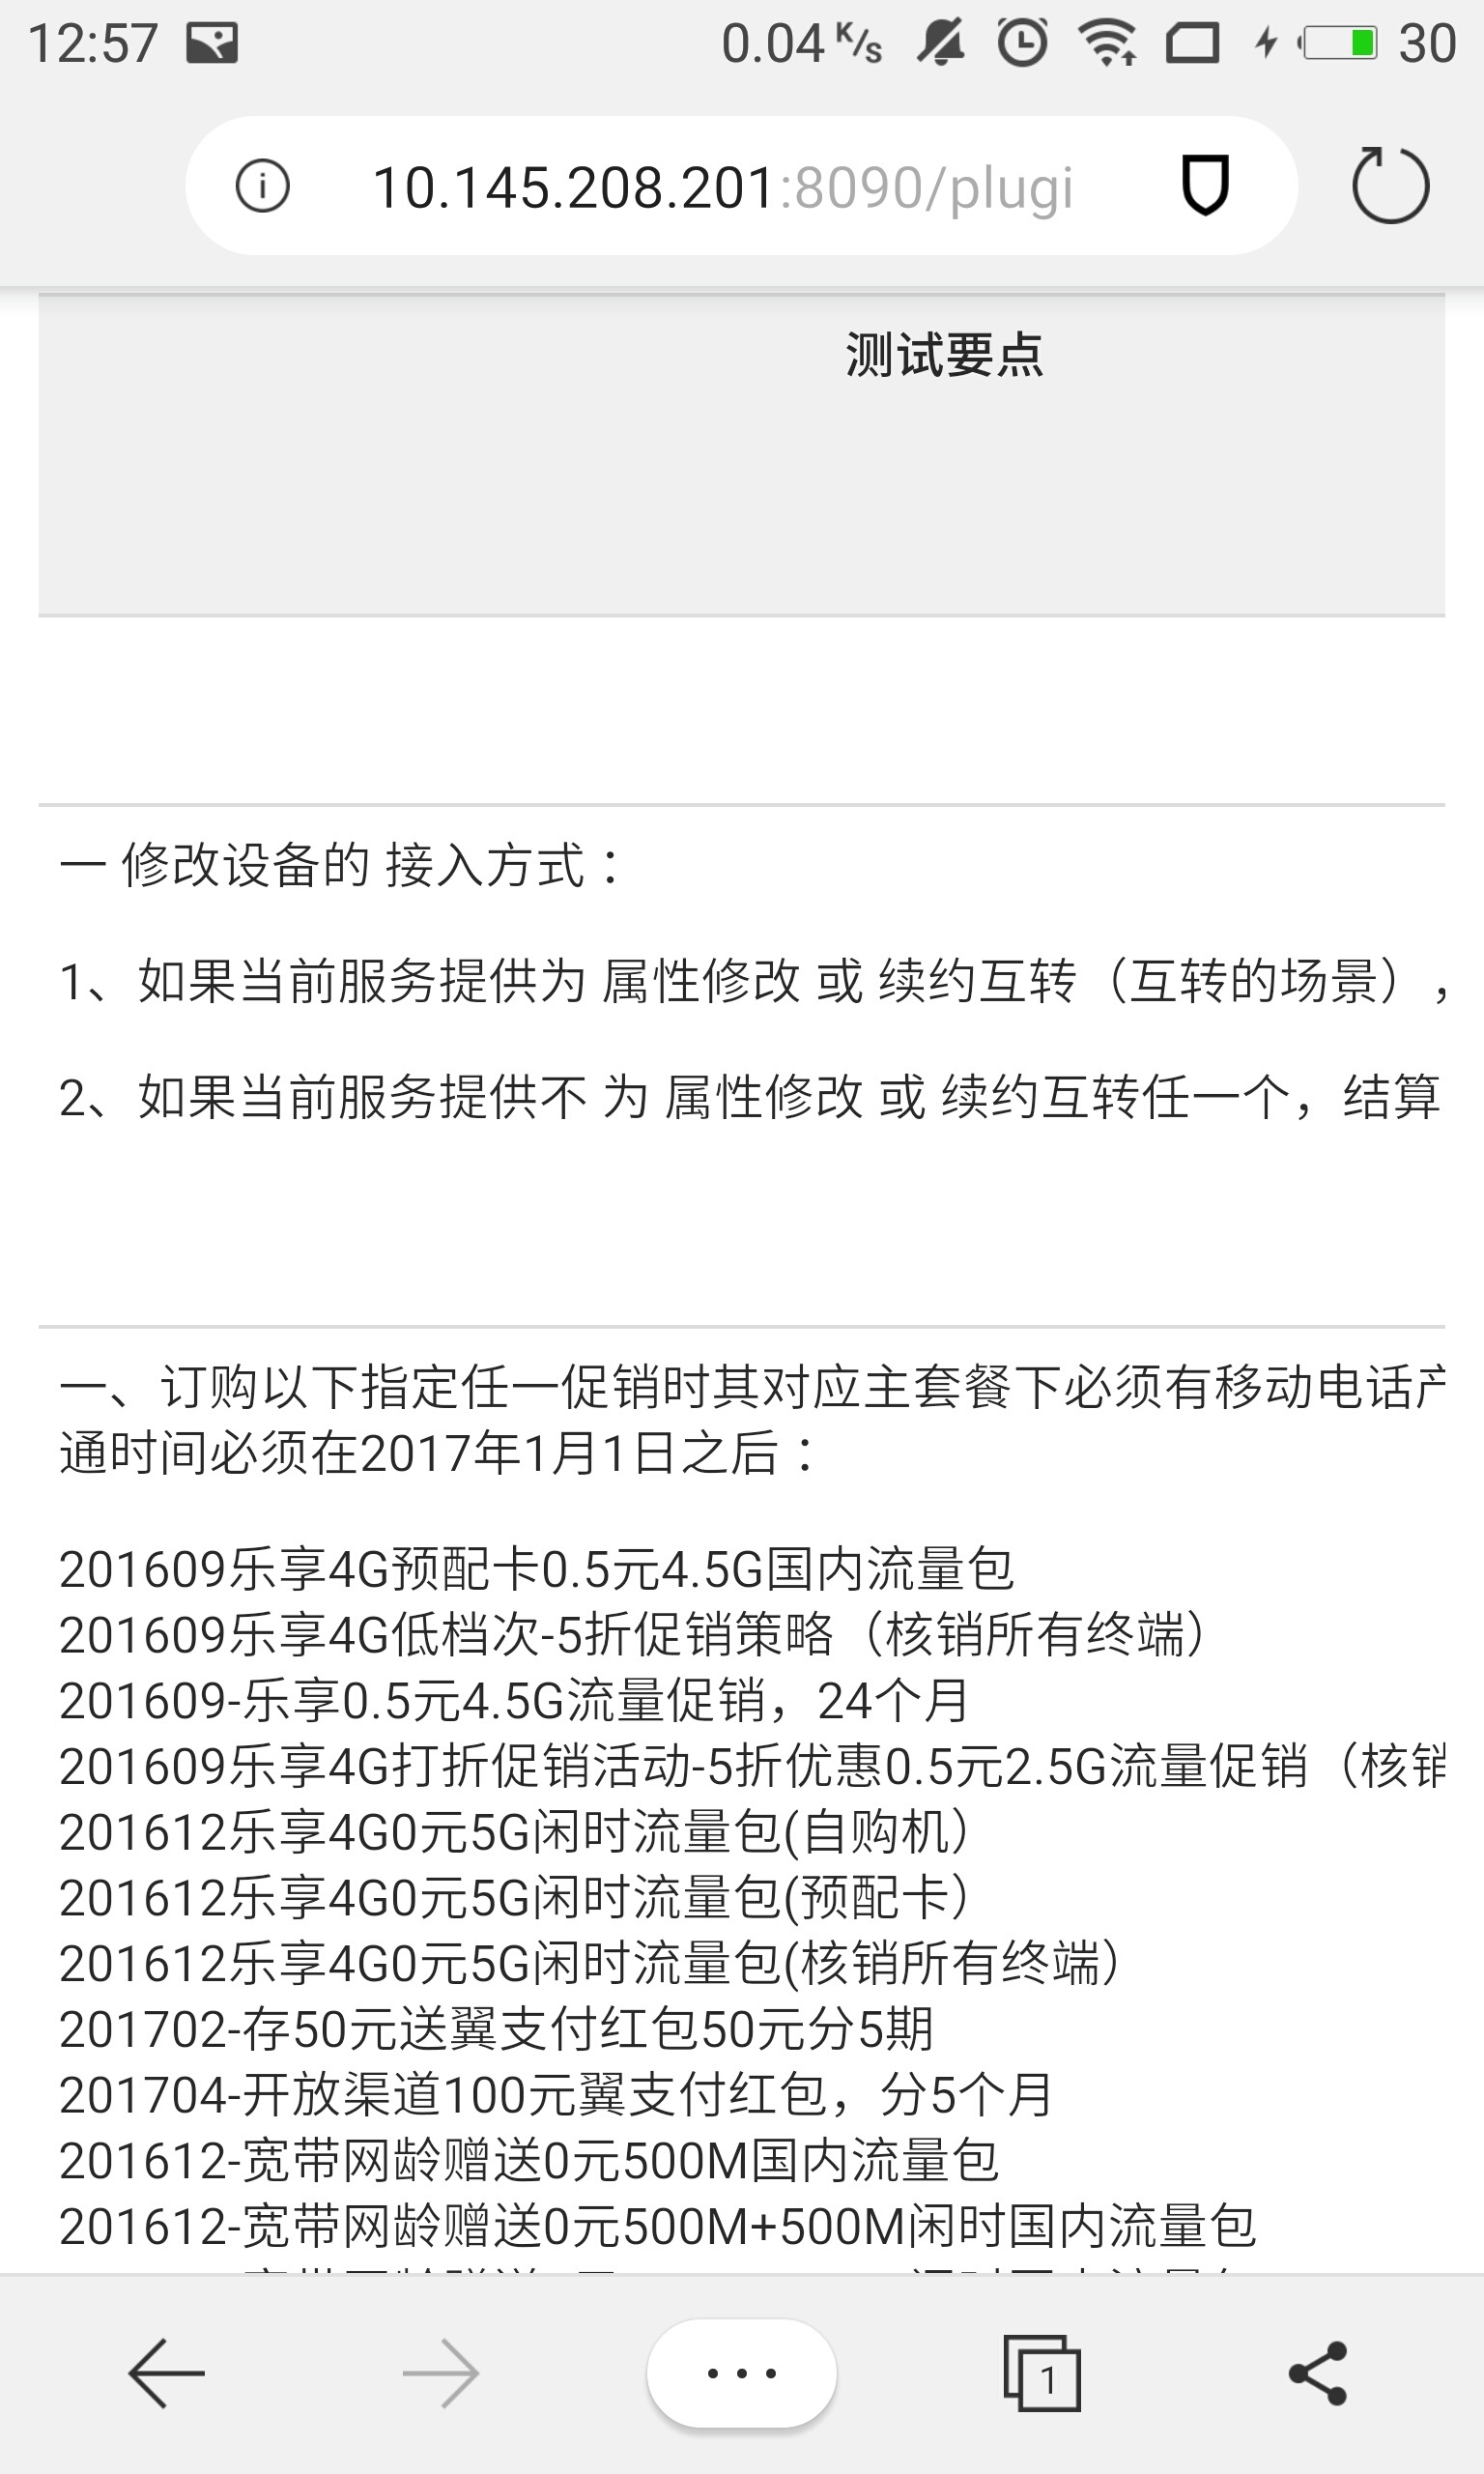 12:57 0.04 K/s 30
10.145.208.201:8090/plugi
测试要点
一 修改设备的 接入方式：
1、如果当前服务提供为 属性修改 或 续约互转（互转的场景），
2、如果当前服务提供不 为 属性修改 或 续约互转任一个，结算
一、订购以下指定任一促销时其对应主套餐下必须有移动电话产
通时间必须在2017年1月1日之后：
201609乐享4G预配卡0.5元4.5G国内流量包
201609乐享4G低档次-5折促销策略（核销所有终端）
201609-乐享0.5元4.5G流量促销，24个月
201609乐享4G打折促销活动-5折优惠0.5元2.5G流量促销（核销
201612乐享4G0元5G闲时流量包(自购机）
201612乐享4G0元5G闲时流量包(预配卡）
201612乐享4G0元5G闲时流量包(核销所有终端）
201702-存50元送翼支付红包50元分5期
201704-开放渠道100元翼支付红包，分5个月
201612-宽带网龄赠送0元500M国内流量包
201612-宽带网龄赠送0元500M+500M闲时国内流量包
1